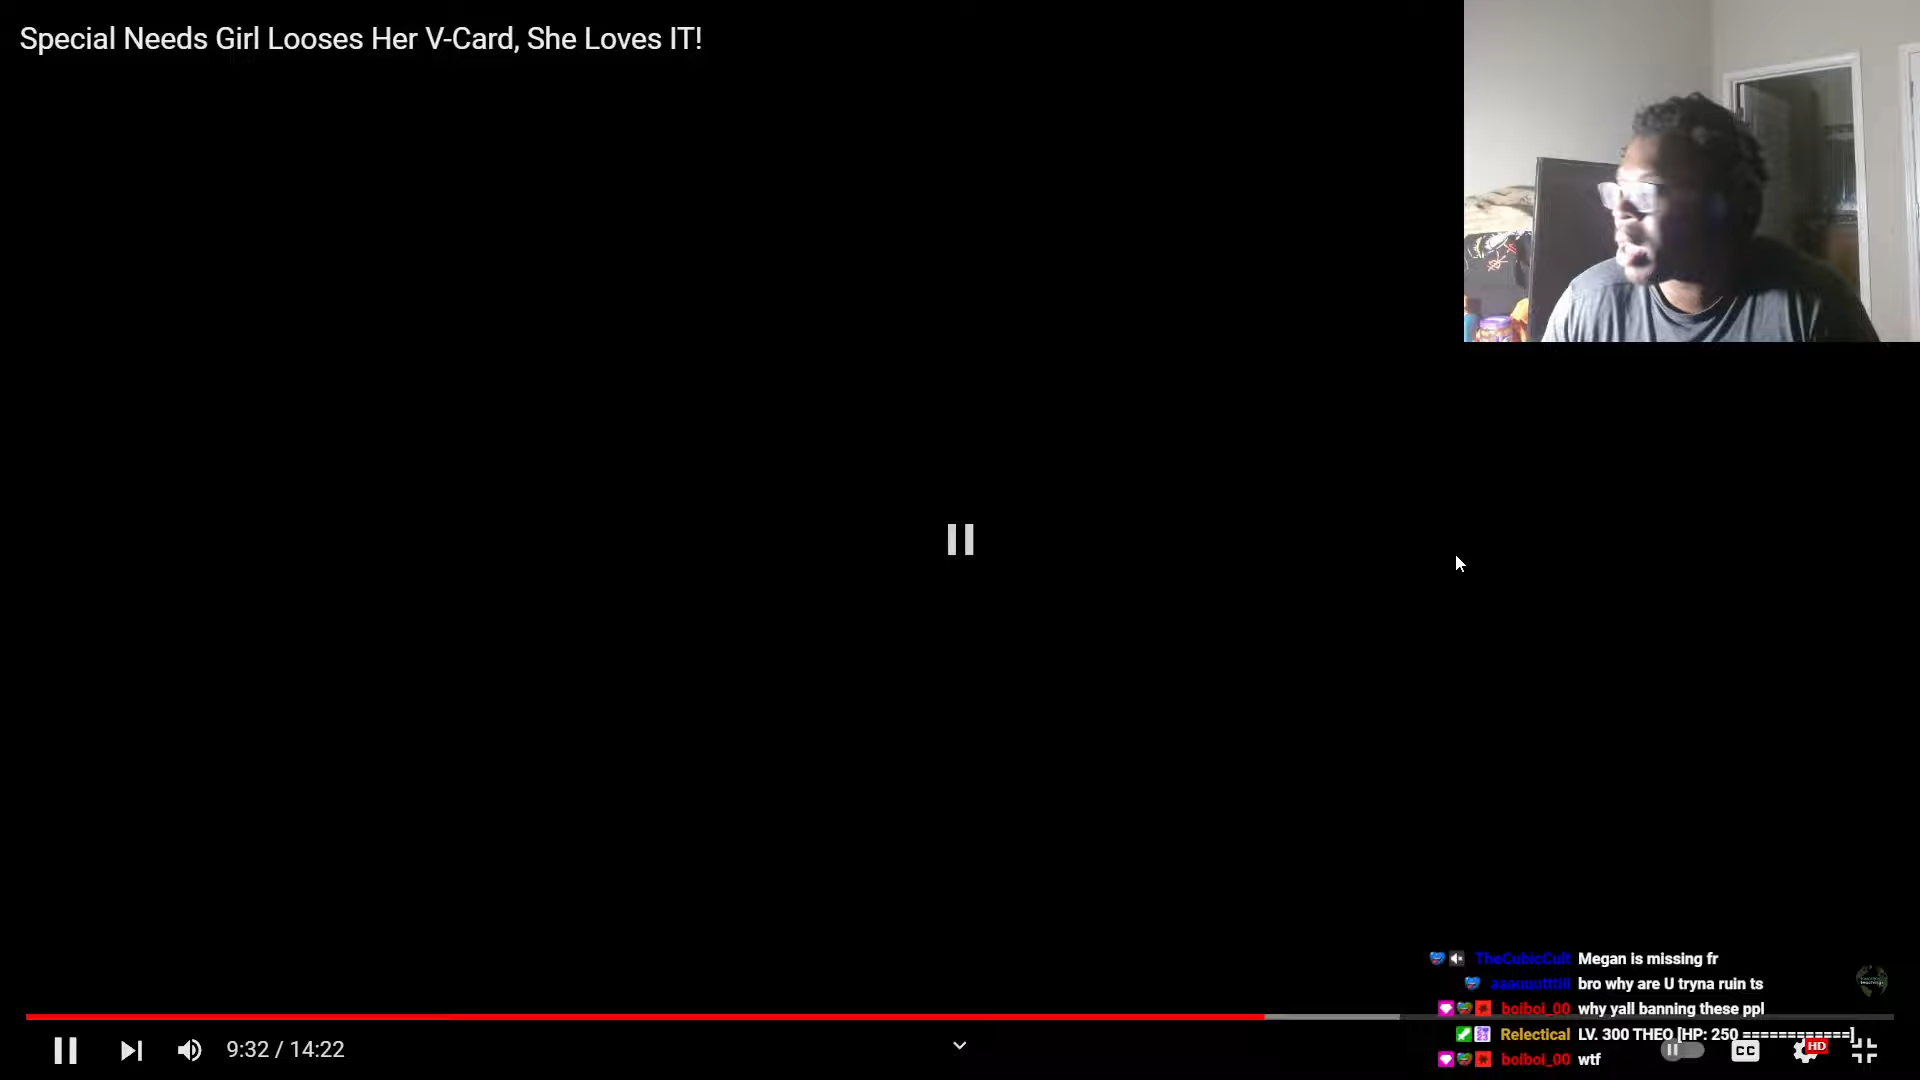 Special Needs Girl Looses Her V-Card, She Loves IT!
TheCubicCult Megan is missing fr
bro why are U tryna ruin ts
boiboi_00 why yall banning these ppl
Relectical LV. 300 THEO [HP: 250 ============]
boiboi_00 wtf
9:32 / 14:22
CC
HD